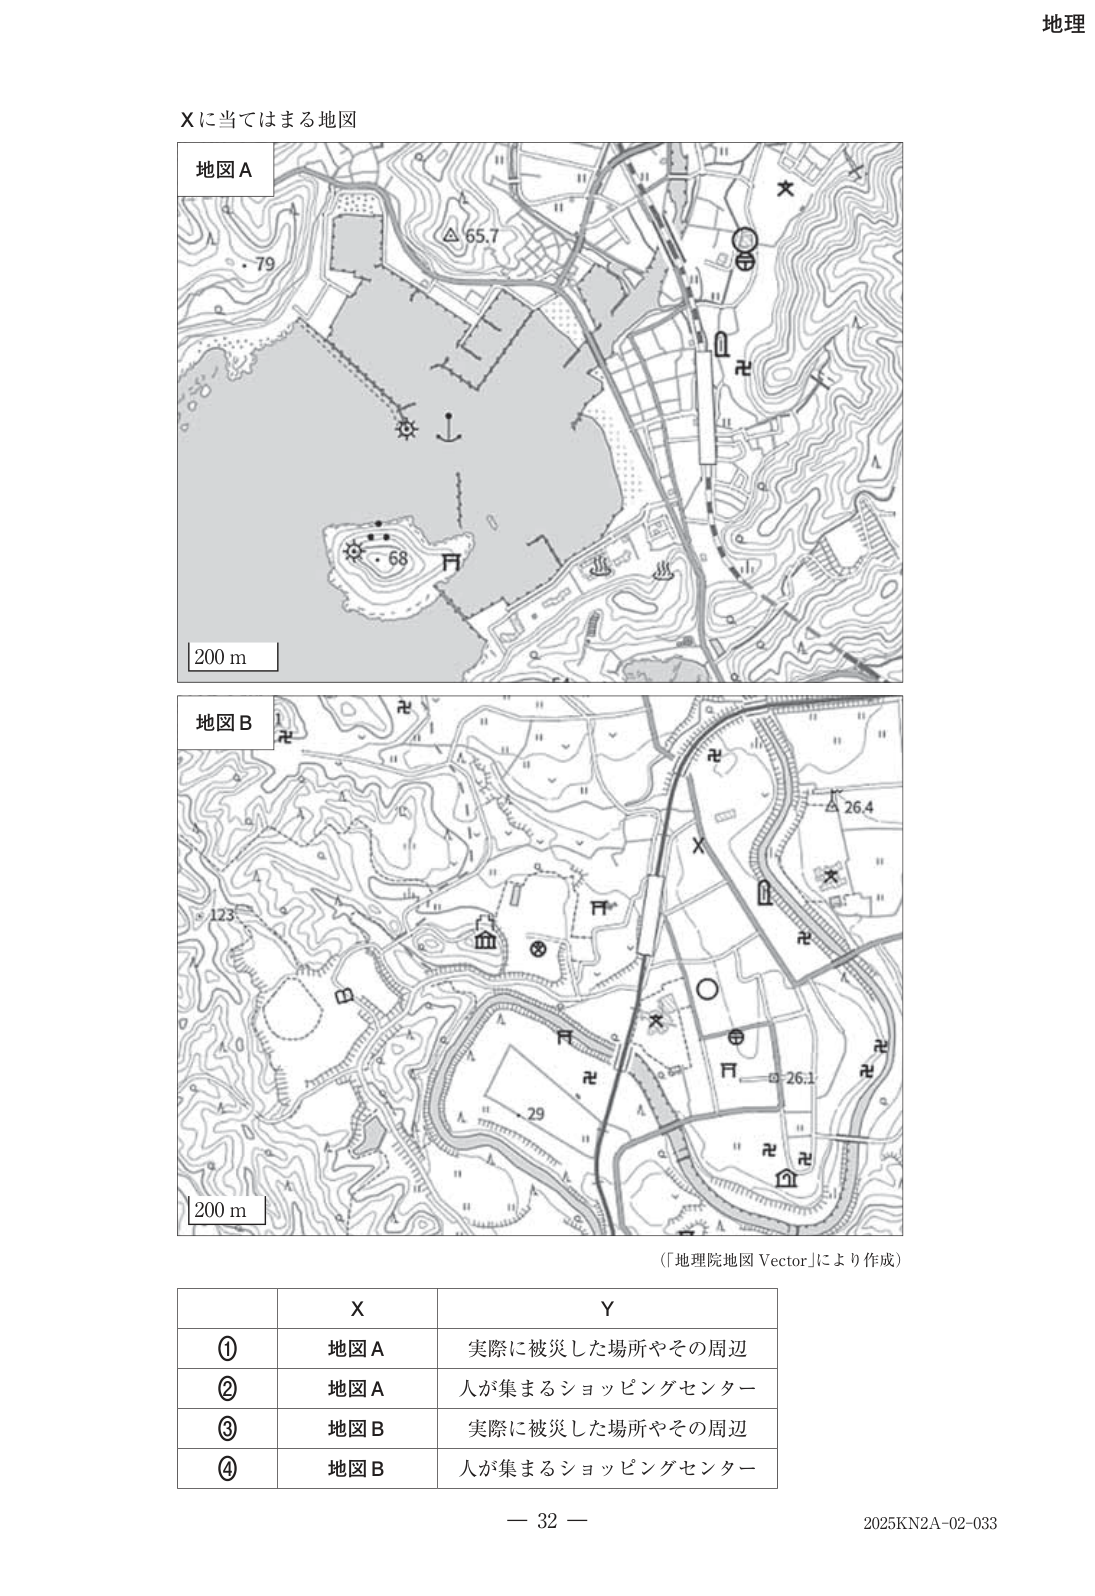 地理
Xに当てはまる地図
地図A
65.7
79
68
200 m
地図B
26.4
123
26.1
29
200 m
(「地理院地図 Vector」により作成)
X Y
① 地図A 実際に被災した場所やその周辺
② 地図A 人が集まるショッピングセンター
③ 地図B 実際に被災した場所やその周辺
④ 地図B 人が集まるショッピングセンター
― 32 ―
2025KN2A-02-033